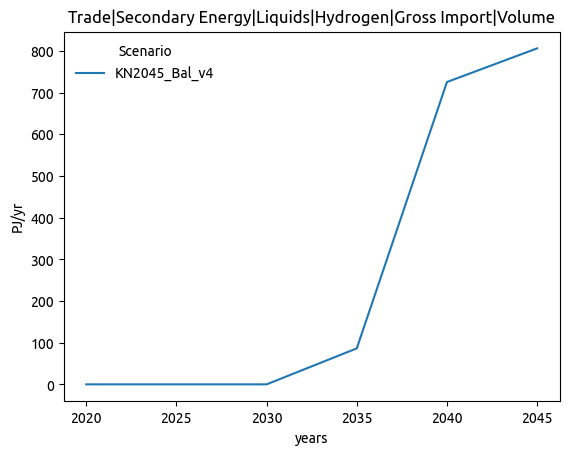 Trade|Secondary Energy|Liquids|Hydrogen|Gross Import|Volume
Scenario
KN2045_Bal_v4
800
700
600
500
400
300
200
100
0
PJ/yr
2020 2025 2030 2035 2040 2045
years